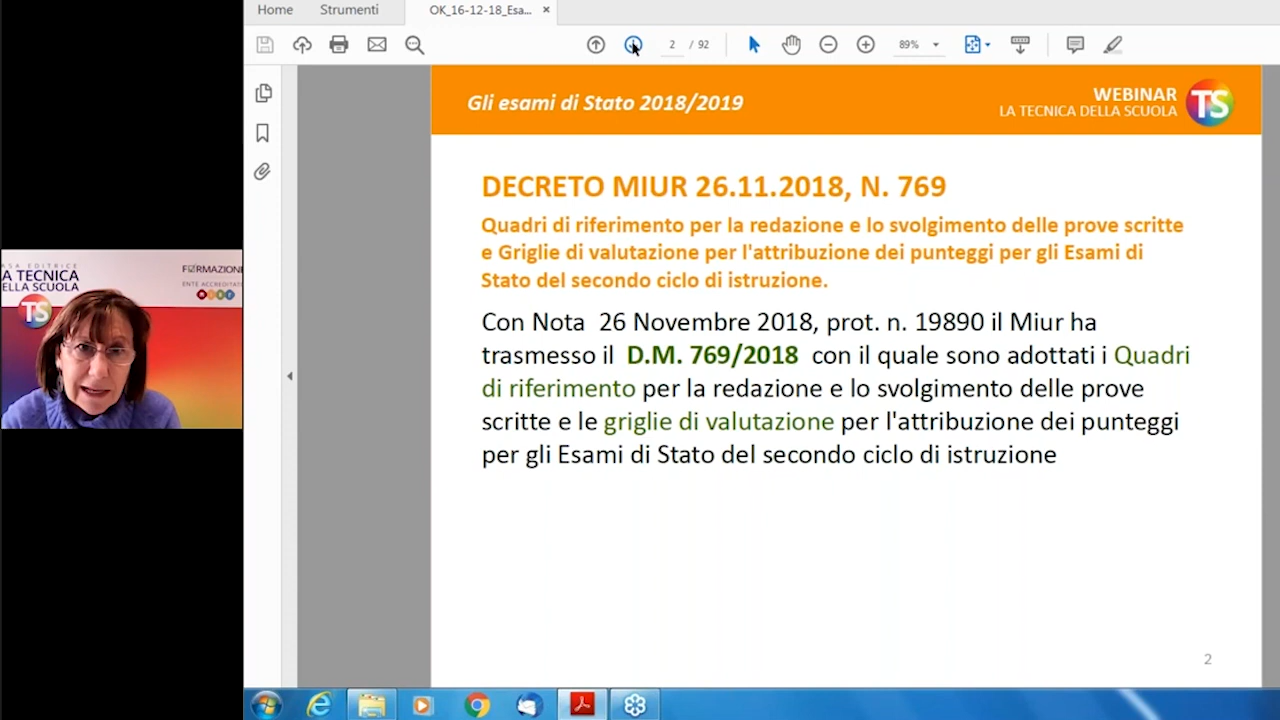 Home Strumenti OK_16-12-18_Esa... ×
2 / 92 89%
Gli esami di Stato 2018/2019
WEBINAR
LA TECNICA DELLA SCUOLA
TS
DECRETO MIUR 26.11.2018, N. 769
Quadri di riferimento per la redazione e lo svolgimento delle prove scritte
e Griglie di valutazione per l'attribuzione dei punteggi per gli Esami di
Stato del secondo ciclo di istruzione.
Con Nota 26 Novembre 2018, prot. n. 19890 il Miur ha
trasmesso il D.M. 769/2018 con il quale sono adottati i Quadri
di riferimento per la redazione e lo svolgimento delle prove
scritte e le griglie di valutazione per l'attribuzione dei punteggi
per gli Esami di Stato del secondo ciclo di istruzione
2
ASA EDITRICE
A TECNICA
ELLA SCUOLA
TS
FORMAZIONE
ENTE ACCREDITAT